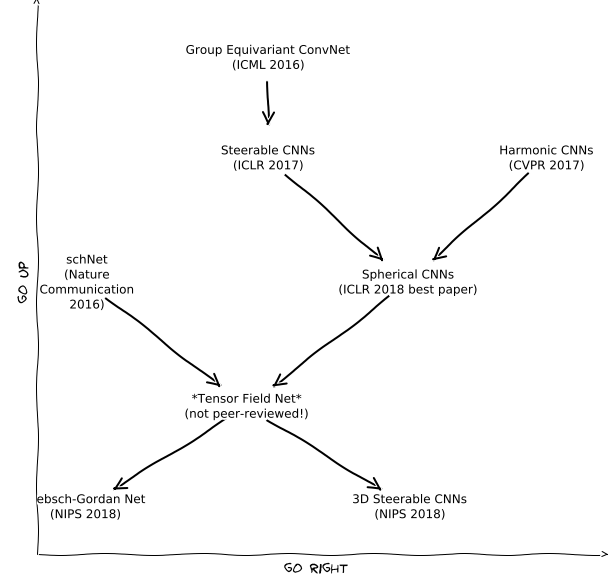 Group Equivariant ConvNet
(ICML 2016)
Steerable CNNs
(ICLR 2017)
Harmonic CNNs
(CVPR 2017)
schNet
(Nature
Communication
2016)
Spherical CNNs
(ICLR 2018 best paper)
GO UP
*Tensor Field Net*
(not peer-reviewed!)
ebsch-Gordan Net
(NIPS 2018)
3D Steerable CNNs
(NIPS 2018)
GO RIGHT